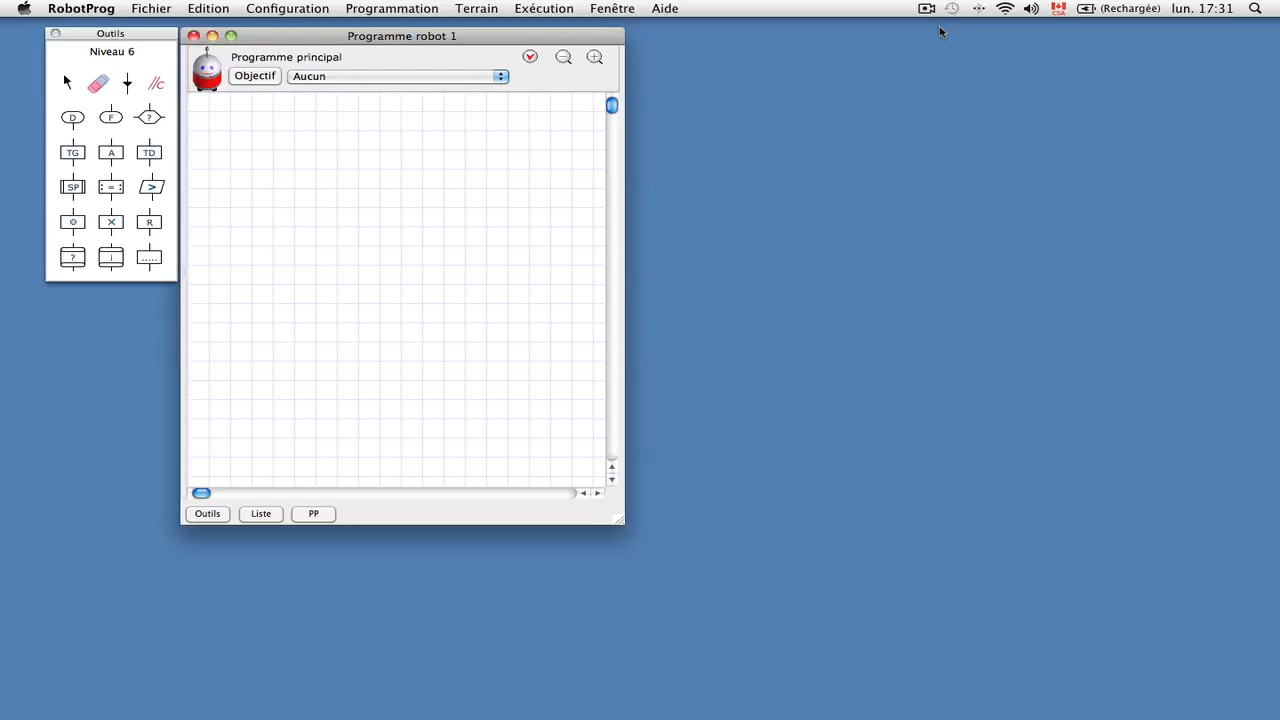 RobotProg Fichier Edition Configuration Programmation Terrain Exécution Fenêtre Aide CSA (Rechargée) lun. 17:31
Outils
Niveau 6
//C
D F ?
TG A TD
SP : = : >
R
? i .....
Programme robot 1
Programme principal
Objectif Aucun
Outils Liste PP